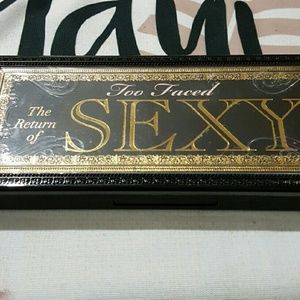 Too Faced
The
Return
of
SEXY